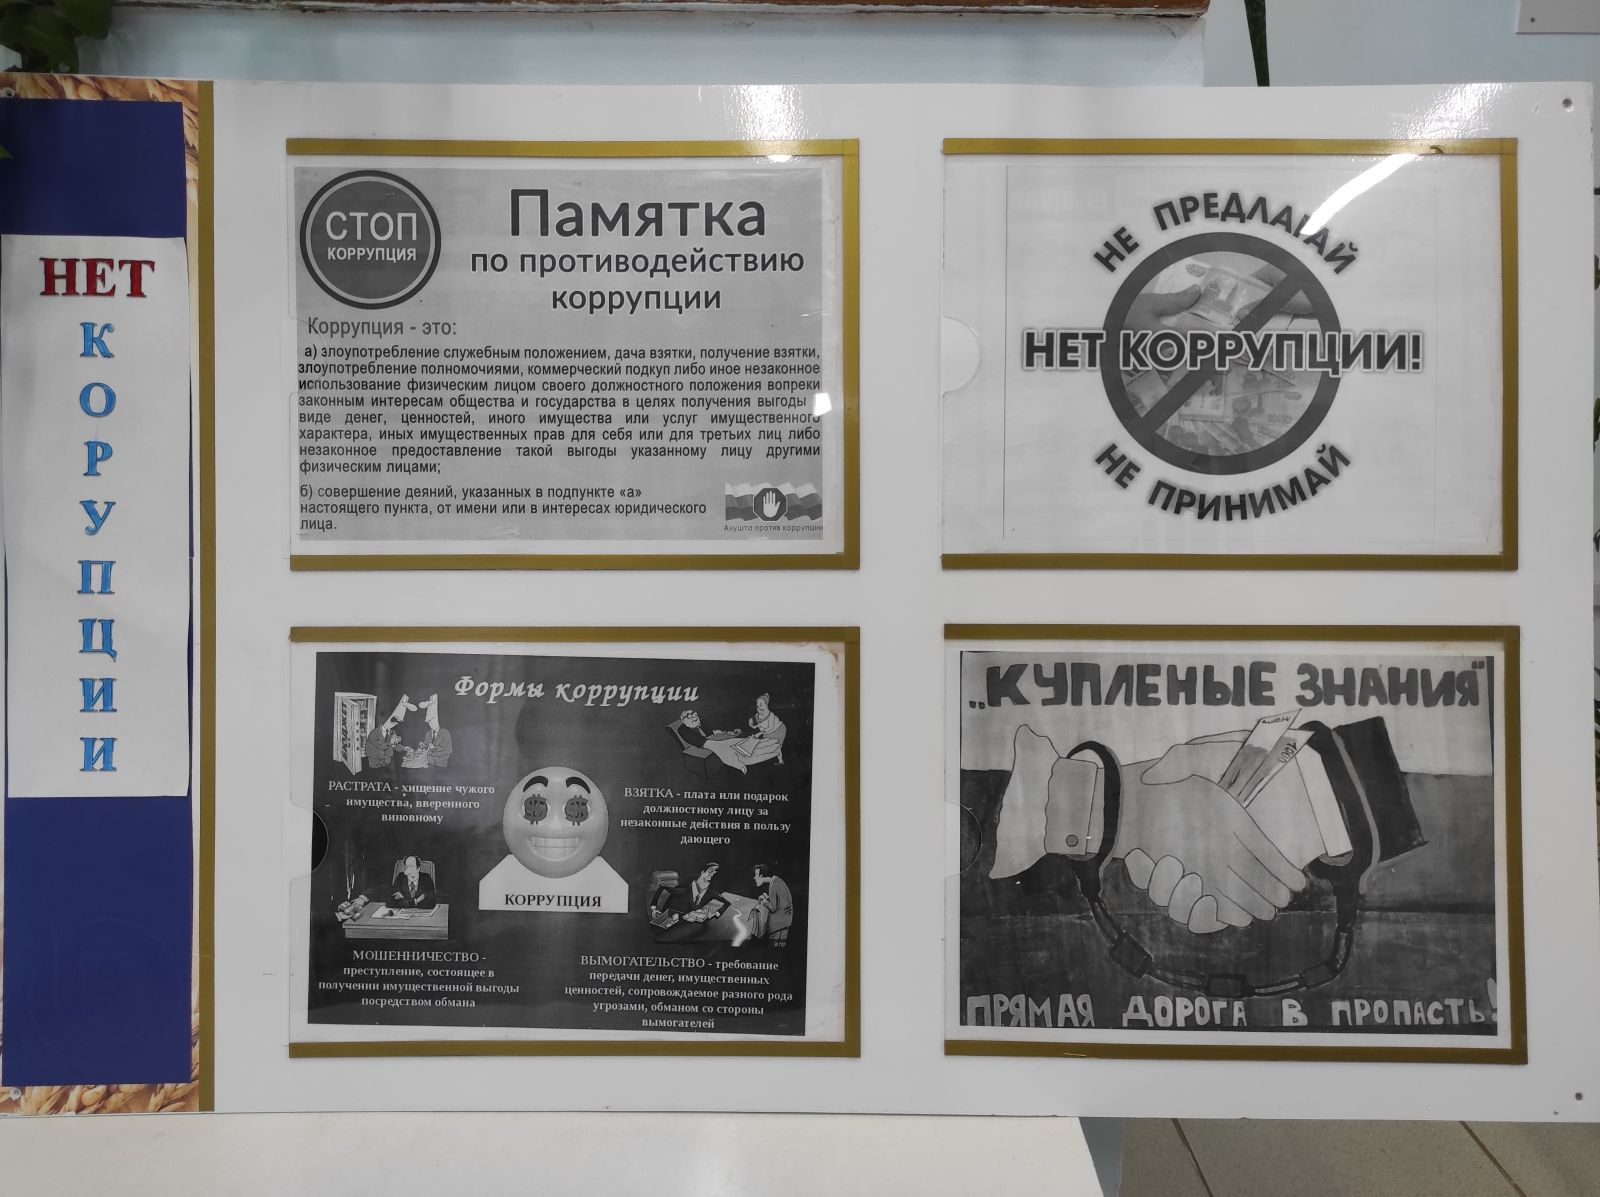 НЕТ
КОРУПЦИИ
СТОП
КОРРУПЦИЯ
Памятка
по противодействию
коррупции
Коррупция - это:
а) злоупотребление служебным положением, дача взятки, получение взятки,
злоупотребление полномочиями, коммерческий подкуп либо иное незаконное
использование физическим лицом своего должностного положения вопреки
законным интересам общества и государства в целях получения выгоды
виде денег, ценностей, иного имущества или услуг имущественного
характера, иных имущественных прав для себя или для третьих лиц либо
незаконное предоставление такой выгоды указанному лицу другими
физическим лицами;
б) совершение деяний, указанных в подпункте «а»
настоящего пункта, от имени или в интересах юридического
лица.
Алушта против коррупции
НЕ ПРЕДЛАГАЙ
НЕТ КОРРУПЦИИ!
НЕ ПРИНИМАЙ
Формы коррупции
РАСТРАТА - хищение чужого
имущества, вверенного
виновному
ВЗЯТКА - плата или подарок
должностному лицу за
незаконные действия в пользу
дающего
КОРРУПЦИЯ
МОШЕННИЧЕСТВО -
преступление, состоящее в
получении имущественной выгоды
посредством обмана
ВЫМОГАТЕЛЬСТВО - требование
передачи денег, имущественных
ценностей, сопровождаемое разного рода
угрозами, обманом со стороны
вымогателей
„КУПЛЕНЫЕ ЗНАНИЯ"
1000
ПРЯМАЯ ДОРОГА В ПРОПАСТЬ!